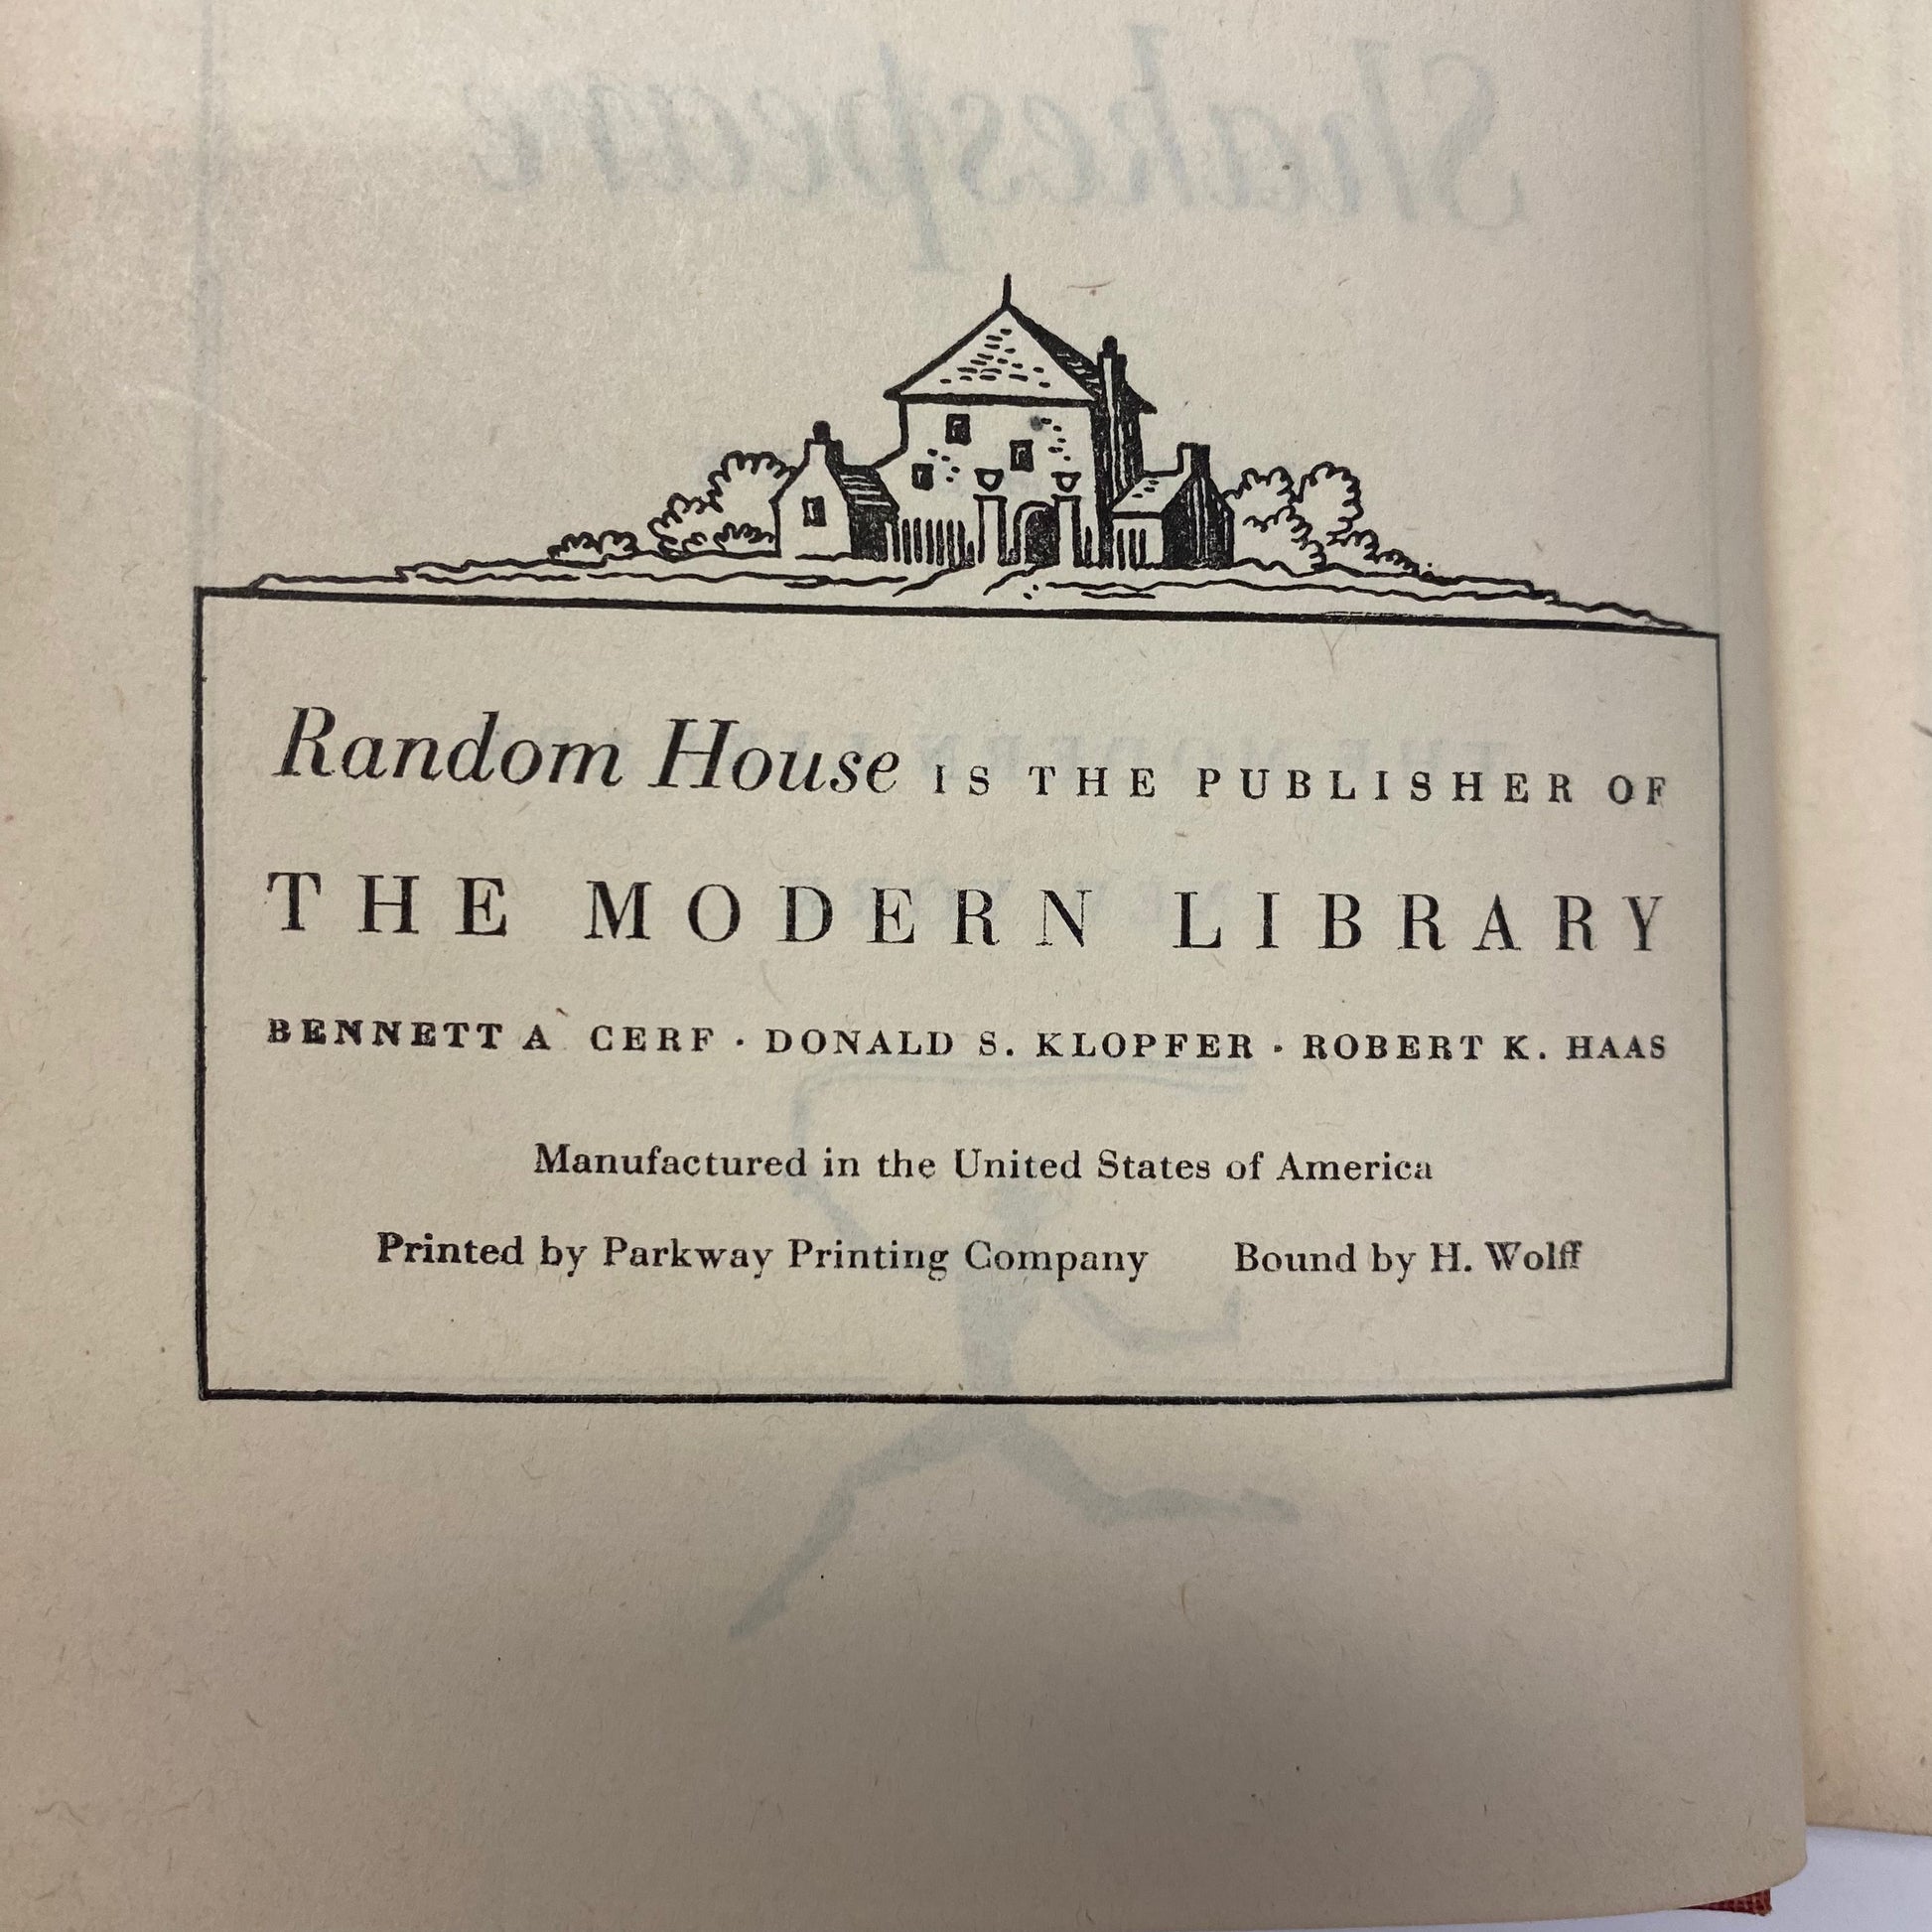 Shakespeare
Random House IS THE PUBLISHER OF
THE MODERN LIBRARY
BENNETT A CERF · DONALD S. KLOPFER · ROBERT K. HAAS
Manufactured in the United States of America
Printed by Parkway Printing Company Bound by H. Wolff